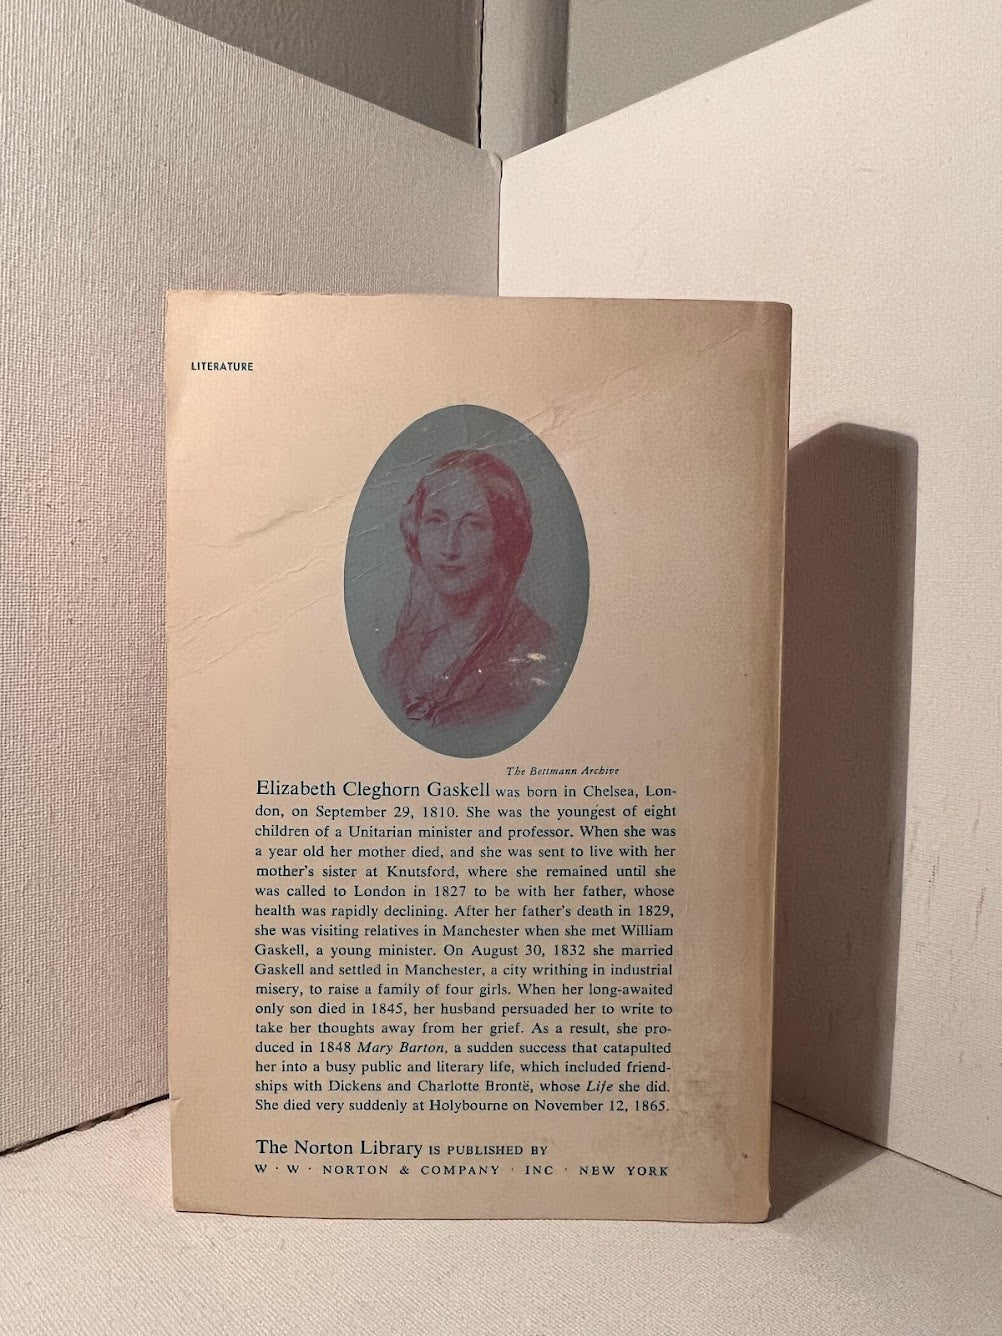 LITERATURE
The Bettmann Archive
Elizabeth Cleghorn Gaskell was born in Chelsea, Lon-
don, on September 29, 1810. She was the youngest of eight
children of a Unitarian minister and professor. When she was
a year old her mother died, and she was sent to live with her
mother's sister at Knutsford, where she remained until she
was called to London in 1827 to be with her father, whose
health was rapidly declining. After her father's death in 1829,
she was visiting relatives in Manchester when she met William
Gaskell, a young minister. On August 30, 1832 she married
Gaskell and settled in Manchester, a city writhing in industrial
misery, to raise a family of four girls. When her long-awaited
only son died in 1845, her husband persuaded her to write to
take her thoughts away from her grief. As a result, she pro-
duced in 1848 Mary Barton, a sudden success that catapulted
her into a busy public and literary life, which included friend-
ships with Dickens and Charlotte Brontë, whose Life she did.
She died very suddenly at Holybourne on November 12, 1865.
The Norton Library IS PUBLISHED BY
W · W · NORTON & COMPANY · INC · NEW YORK